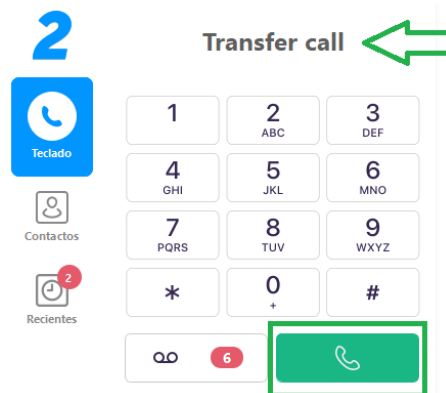 2
Transfer call
Teclado
Contactos
2
Recientes
1
2
ABC
3
DEF
4
GHI
5
JKL
6
MNO
7
PQRS
8
TUV
9
WXYZ
*
0
+
#
6